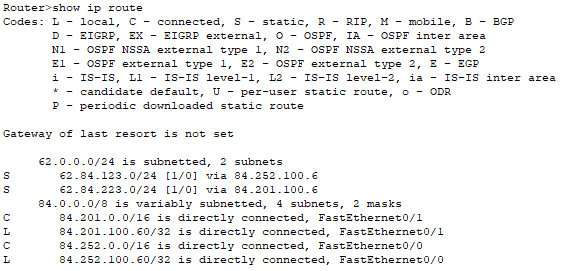 Router>show ip route
Codes: L - local, C - connected, S - static, R - RIP, M - mobile, B - BGP
D - EIGRP, EX - EIGRP external, O - OSPF, IA - OSPF inter area
N1 - OSPF NSSA external type 1, N2 - OSPF NSSA external type 2
E1 - OSPF external type 1, E2 - OSPF external type 2, E - EGP
i - IS-IS, L1 - IS-IS level-1, L2 - IS-IS level-2, ia - IS-IS inter area
* - candidate default, U - per-user static route, o - ODR
P - periodic downloaded static route
Gateway of last resort is not set
62.0.0.0/24 is subnetted, 2 subnets
S 62.84.123.0/24 [1/0] via 84.252.100.6
S 62.84.223.0/24 [1/0] via 84.201.100.6
84.0.0.0/8 is variably subnetted, 4 subnets, 2 masks
C 84.201.0.0/16 is directly connected, FastEthernet0/1
L 84.201.100.60/32 is directly connected, FastEthernet0/1
C 84.252.0.0/16 is directly connected, FastEthernet0/0
L 84.252.100.60/32 is directly connected, FastEthernet0/0